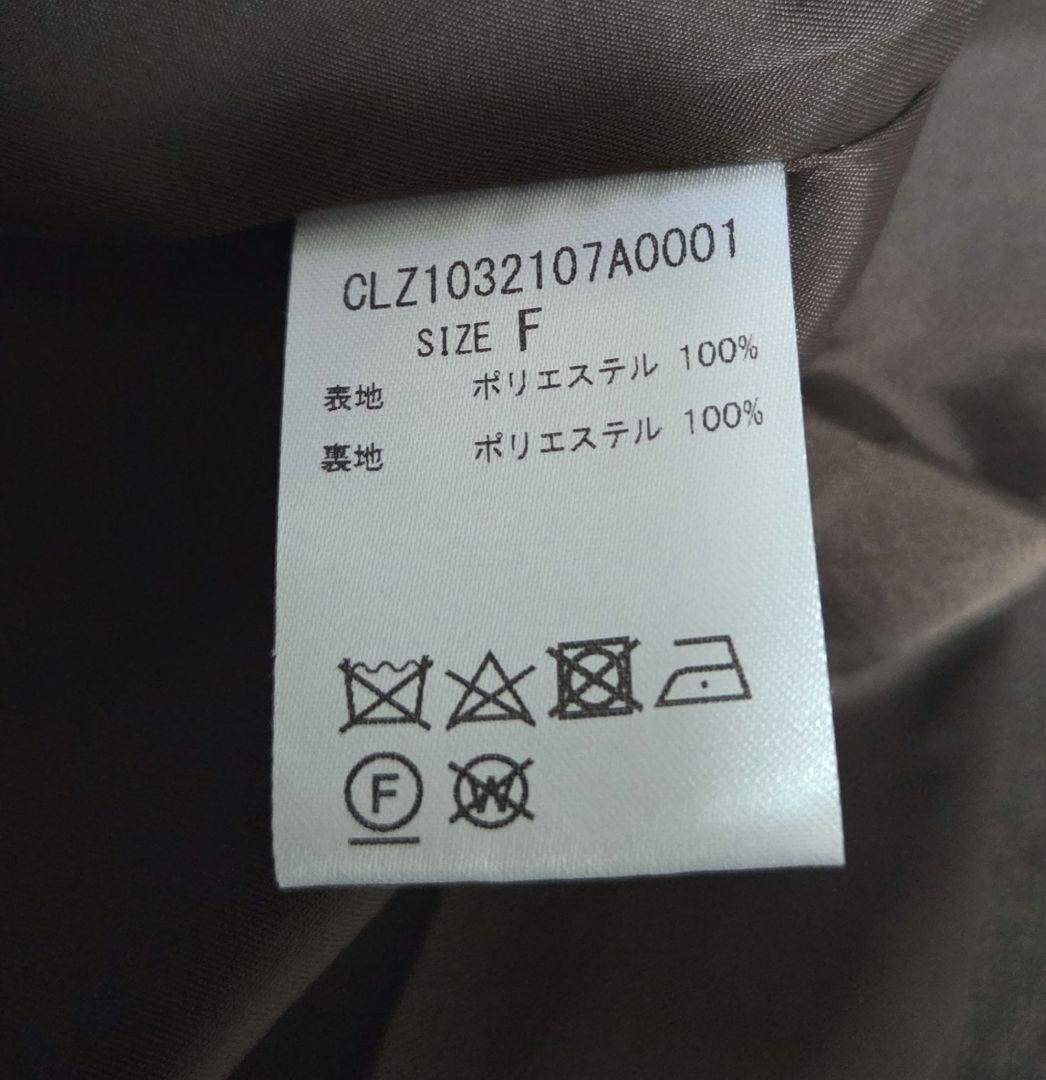 CLZ1032107A0001
SIZE F
表地 ポリエステル 100%
裏地 ポリエステル 100%
F W